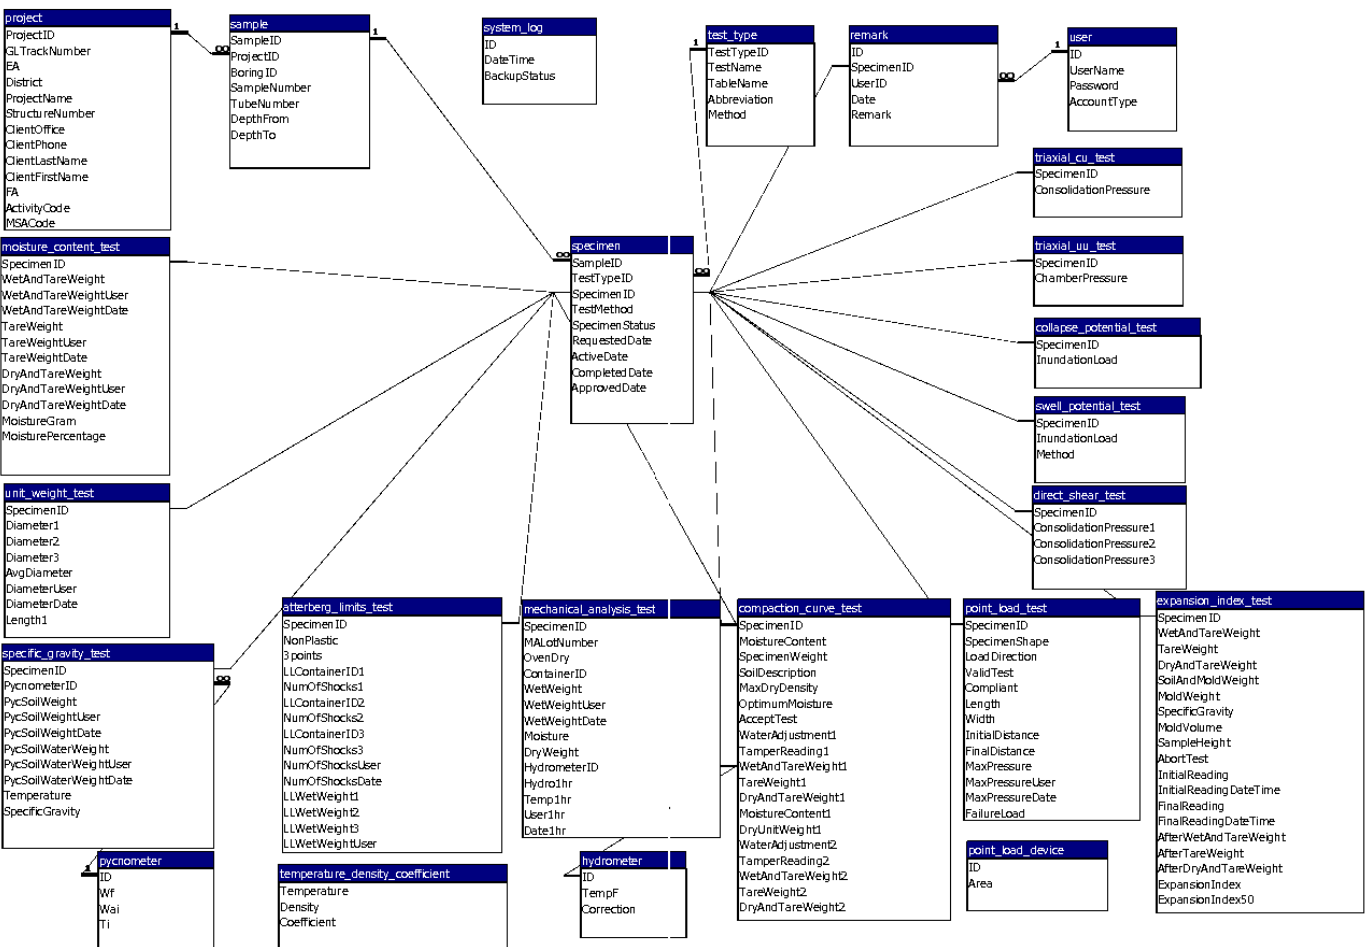 project
ProjectID
GLTrackNumber
EA
District
ProjectName
StructureNumber
ClientOffice
ClientPhone
ClientLastName
ClientFirstName
FA
ActivityCode
MSACode
1
∞
sample
SampleID
ProjectID
BoringID
SampleNumber
TubeNumber
DepthFrom
DepthTo
1
∞
system_log
ID
DateTime
BackupStatus
1
∞
test_type
TestTypeID
TestName
TableName
Abbreviation
Method
remark
ID
SpecimenID
UserID
Date
Remark
∞
1
user
ID
UserName
Password
AccountType
triaxial_cu_test
SpecimenID
ConsolidationPressure
triaxial_uu_test
SpecimenID
ChamberPressure
collapse_potential_test
SpecimenID
InundationLoad
swell_potential_test
SpecimenID
InundationLoad
Method
direct_shear_test
SpecimenID
ConsolidationPressure1
ConsolidationPressure2
ConsolidationPressure3
specimen
SampleID
TestTypeID
SpecimenID
TestMethod
SpecimenStatus
RequestedDate
ActiveDate
CompletedDate
ApprovedDate
moisture_content_test
SpecimenID
WetAndTareWeight
WetAndTareWeightUser
WetAndTareWeightDate
TareWeight
TareWeightUser
TareWeightDate
DryAndTareWeight
DryAndTareWeightUser
DryAndTareWeightDate
MoistureGram
MoisturePercentage
unit_weight_test
SpecimenID
Diameter1
Diameter2
Diameter3
AvgDiameter
DiameterUser
DiameterDate
Length1
specific_gravity_test
SpecimenID
PycnometerID
PycSoilWeight
PycSoilWeightUser
PycSoilWeightDate
PycSoilWaterWeight
PycSoilWaterWeightUser
PycSoilWaterWeightDate
Temperature
SpecificGravity
∞
1
pycnometer
ID
Wf
Wai
Ti
atterberg_limits_test
SpecimenID
NonPlastic
3points
LLContainerID1
NumOfShocks1
LLContainerID2
NumOfShocks2
LLContainerID3
NumOfShocks3
NumOfShocksUser
NumOfShocksDate
LLWetWeight1
LLWetWeight2
LLWetWeight3
LLWetWeightUser
temperature_density_coefficient
Temperature
Density
Coefficient
mechanical_analysis_test
SpecimenID
MALotNumber
OvenDry
ContainerID
WetWeight
WetWeightUser
WetWeightDate
Moisture
DryWeight
HydrometerID
Hydro1hr
Temp1hr
User1hr
Date1hr
hydrometer
ID
TempF
Correction
compaction_curve_test
SpecimenID
MoistureContent
SpecimenWeight
SoilDescription
MaxDryDensity
OptimumMoisture
AcceptTest
WaterAdjustment1
TamperReading1
WetAndTareWeight1
TareWeight1
DryAndTareWeight1
MoistureContent1
DryUnitWeight1
WaterAdjustment2
TamperReading2
WetAndTareWeight2
TareWeight2
DryAndTareWeight2
point_load_test
SpecimenID
SpecimenShape
LoadDirection
ValidTest
Compliant
Length
Width
InitialDistance
FinalDistance
MaxPressure
MaxPressureUser
MaxPressureDate
FailureLoad
point_load_device
ID
Area
expansion_index_test
SpecimenID
WetAndTareWeight
TareWeight
DryAndTareWeight
SoilAndMoldWeight
MoldWeight
SpecificGravity
MoldVolume
SampleHeight
AbortTest
InitialReading
InitialReadingDateTime
FinalReading
FinalReadingDateTime
AfterWetAndTareWeight
AfterTareWeight
AfterDryAndTareWeight
ExpansionIndex
ExpansionIndex50